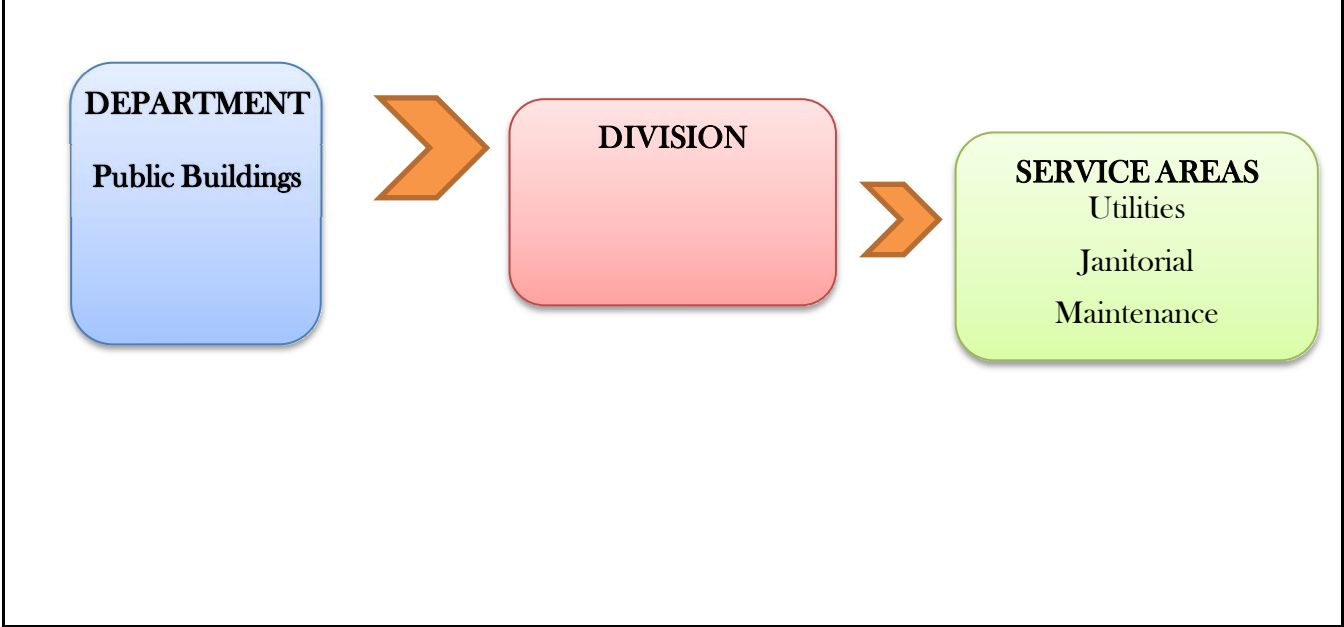 DEPARTMENT
Public Buildings
DIVISION
SERVICE AREAS
Utilities
Janitorial
Maintenance